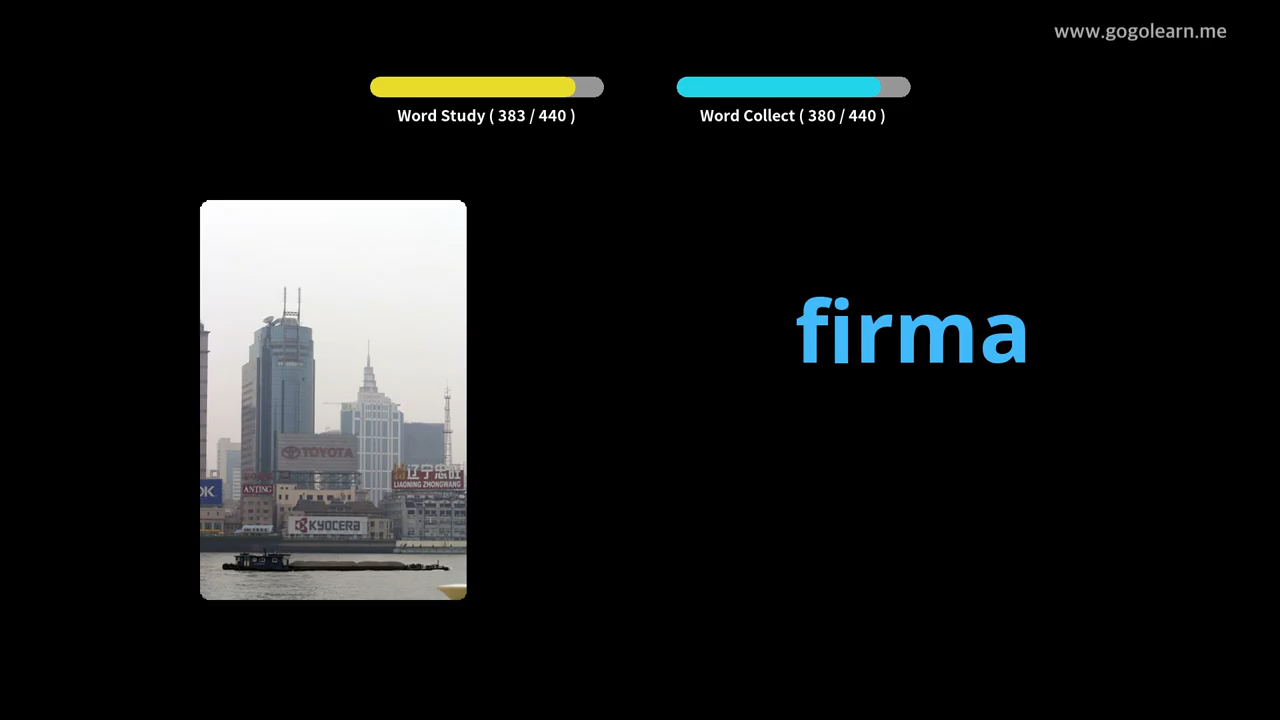 www.gogolearn.me
Word Study ( 383 / 440 )
Word Collect ( 380 / 440 )
firma
TOYOTA
辽宁忠旺
LIAONING ZHONGWANG
OK
ANTING
KYOCERA